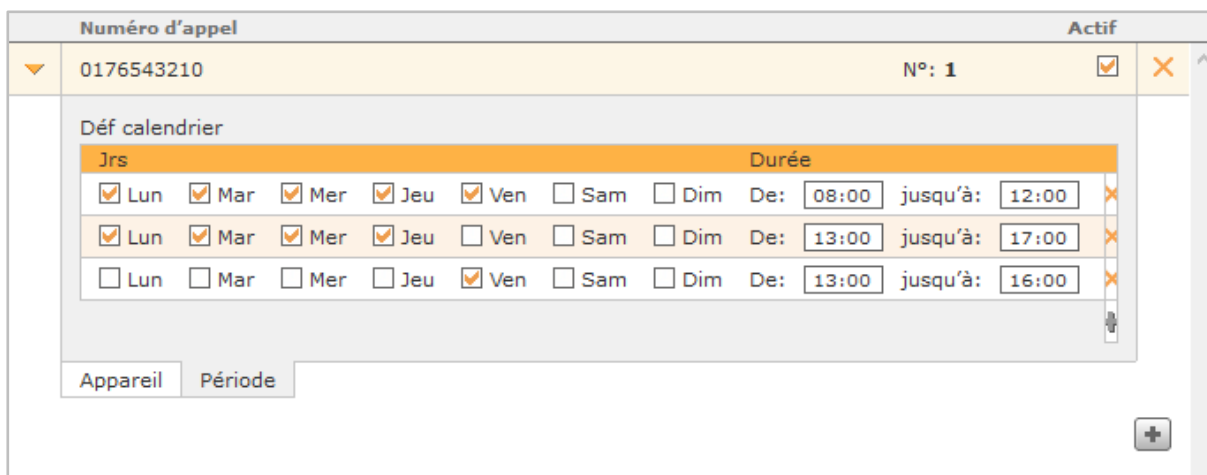 Numéro d'appel Actif
0176543210 N°: 1
Déf calendrier
Jrs Durée
Lun Mar Mer Jeu Ven Sam Dim De: 08:00 jusqu'à: 12:00
Lun Mar Mer Jeu Ven Sam Dim De: 13:00 jusqu'à: 17:00
Lun Mar Mer Jeu Ven Sam Dim De: 13:00 jusqu'à: 16:00
Appareil Période